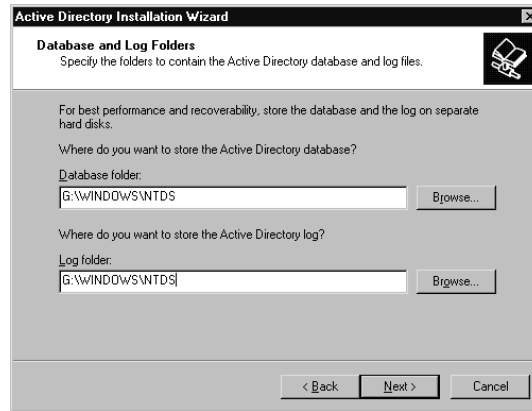 Active Directory Installation Wizard
Database and Log Folders
Specify the folders to contain the Active Directory database and log files.
For best performance and recoverability, store the database and the log on separate
hard disks.
Where do you want to store the Active Directory database?
Database folder:
G:\WINDOWS\NTDS
Browse...
Where do you want to store the Active Directory log?
Log folder:
G:\WINDOWS\NTDS
Browse...
< Back
Next >
Cancel